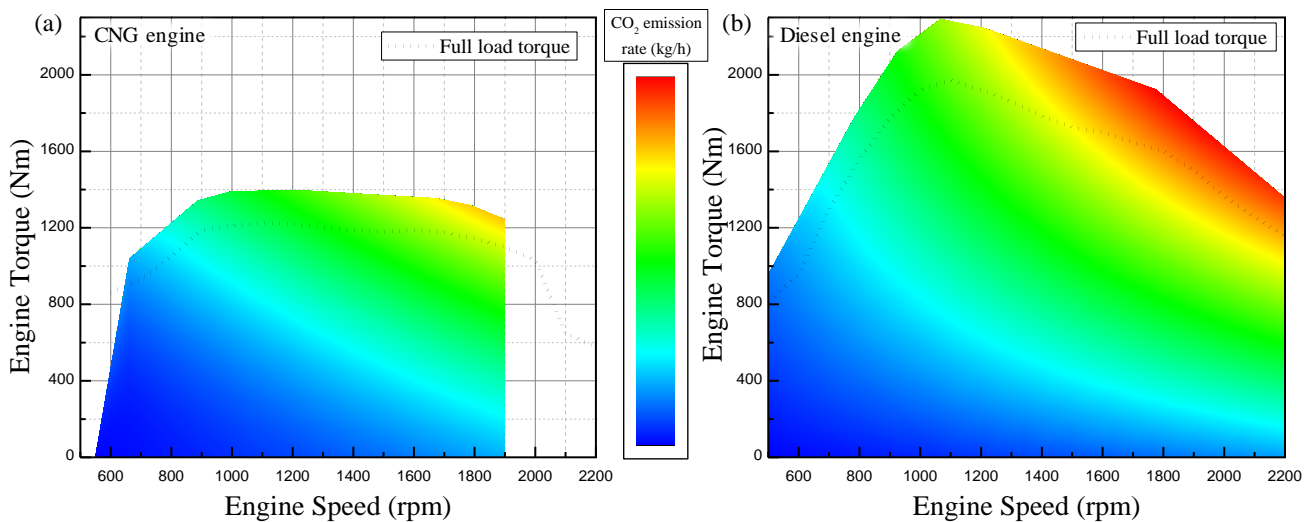 (a)
CNG engine
Full load torque
2000
1600
1200
800
400
0
600
800
1000
1200
1400
1600
1800
2000
2200
Engine Torque (Nm)
Engine Speed (rpm)
CO₂ emission
rate (kg/h)
(b)
Diesel engine
Full load torque
2000
1600
1200
800
400
0
600
800
1000
1200
1400
1600
1800
2000
2200
Engine Torque (Nm)
Engine Speed (rpm)